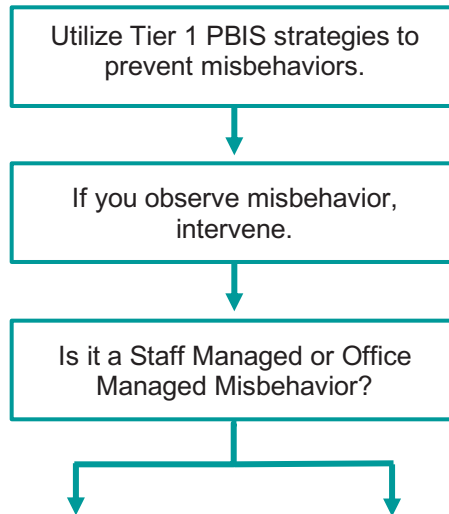 Utilize Tier 1 PBIS strategies to
prevent misbehaviors.
If you observe misbehavior,
intervene.
Is it a Staff Managed or Office
Managed Misbehavior?